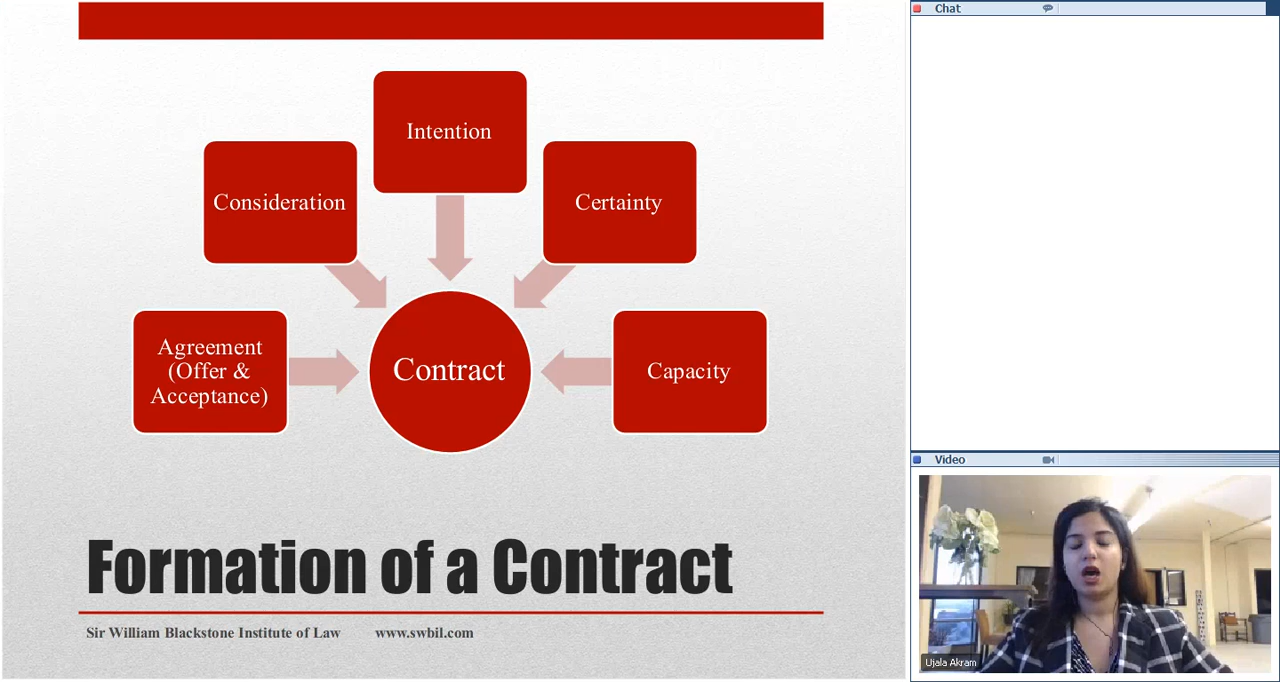 Intention
Consideration
Certainty
Agreement
(Offer &
Acceptance)
Contract
Capacity
Formation of a Contract
Sir William Blackstone Institute of Law www.swbil.com
Chat
Video
Ujala Akram